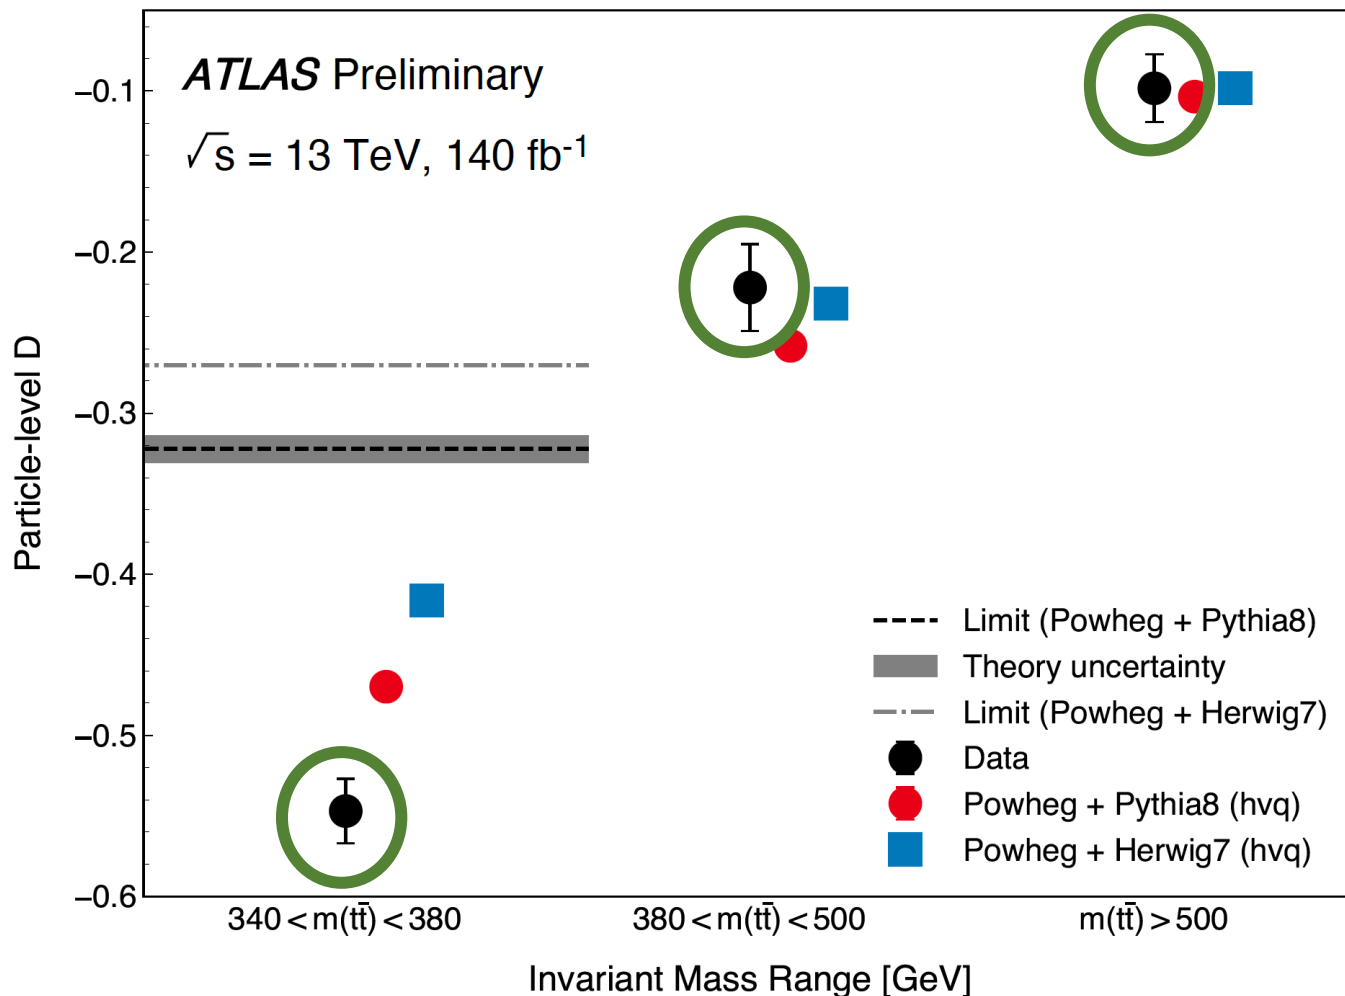 ATLAS Preliminary
√s = 13 TeV, 140 fb⁻¹
−0.1
−0.2
−0.3
−0.4
−0.5
−0.6
Particle-level D
Limit (Powheg + Pythia8)
Theory uncertainty
Limit (Powheg + Herwig7)
Data
Powheg + Pythia8 (hvq)
Powheg + Herwig7 (hvq)
340 < m(tt̄) < 380
380 < m(tt̄) < 500
m(tt̄) > 500
Invariant Mass Range [GeV]